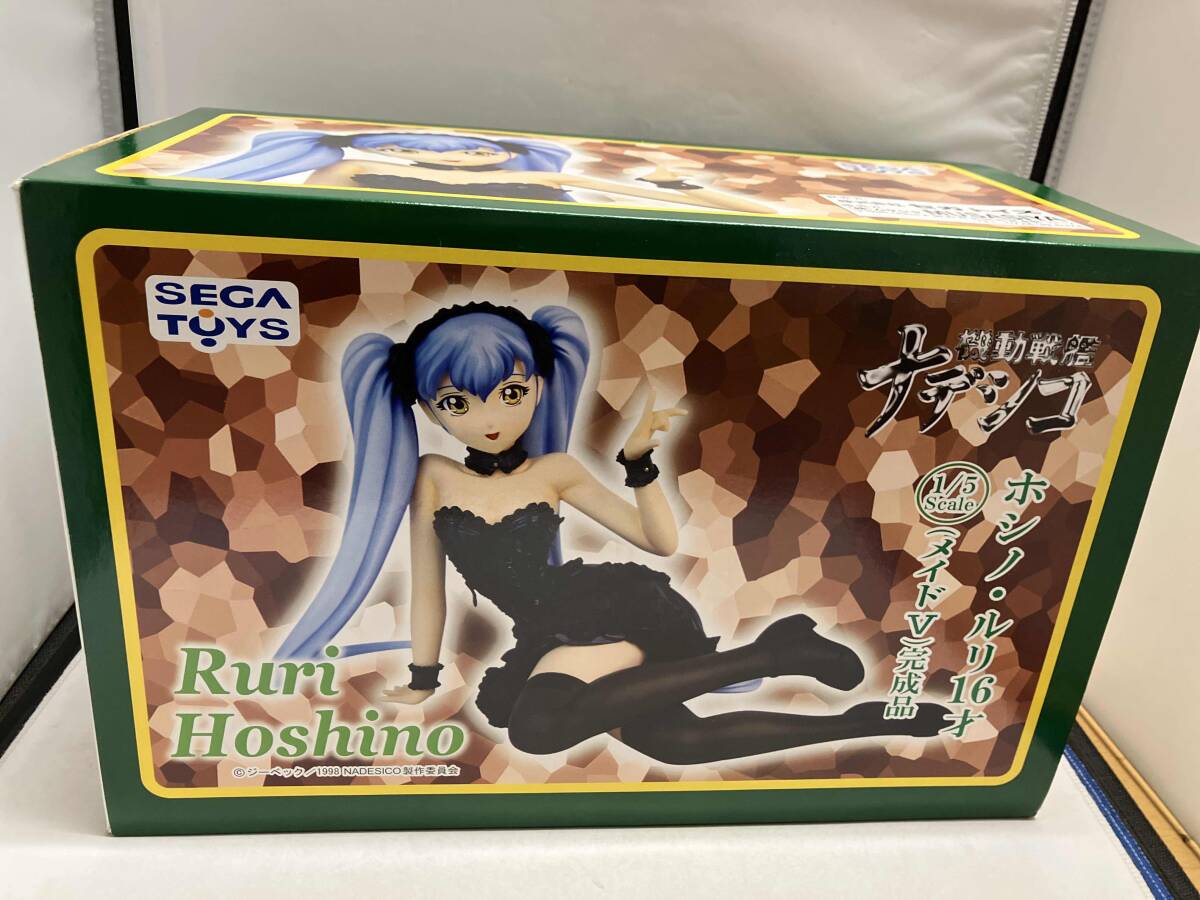 SEGA
TOYS
機動戦艦
ナデシコ
1/5
Scale
ホシノ・ルリ16才
(メイドV)完成品
Ruri
Hoshino
©ジーベック/1998 NADESICO製作委員会
TOYS